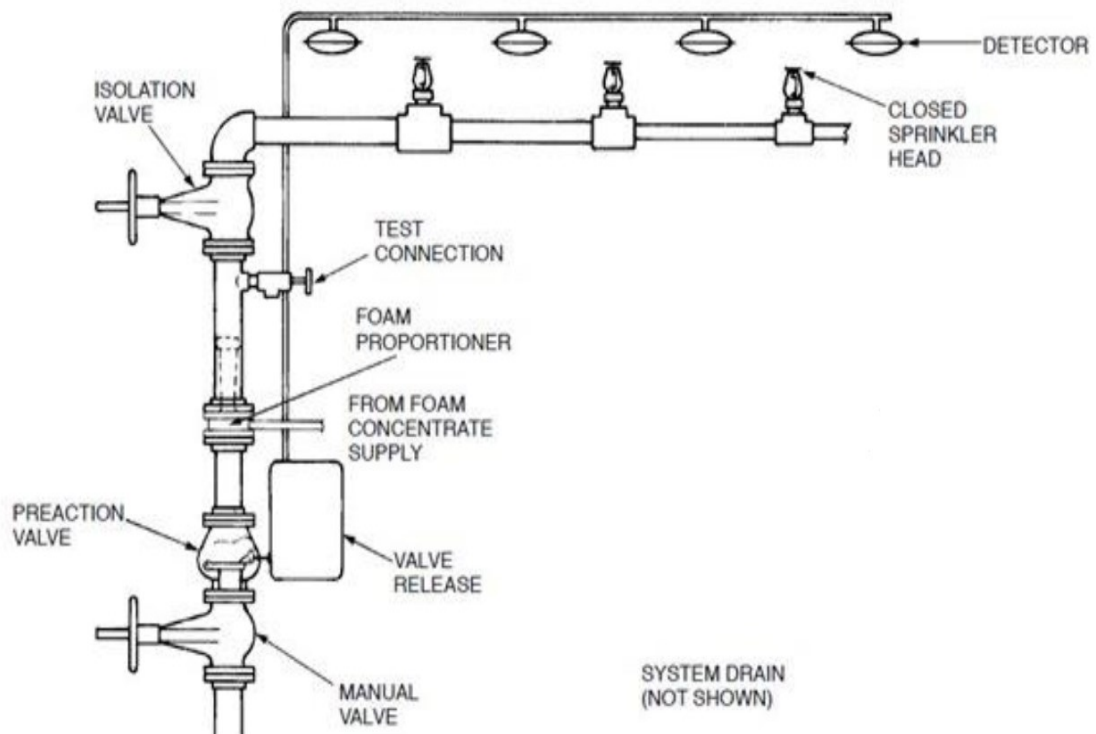 DETECTOR
ISOLATION
VALVE
CLOSED
SPRINKLER
HEAD
TEST
CONNECTION
FOAM
PROPORTIONER
FROM FOAM
CONCENTRATE
SUPPLY
PREACTION
VALVE
VALVE
RELEASE
MANUAL
VALVE
SYSTEM DRAIN
(NOT SHOWN)